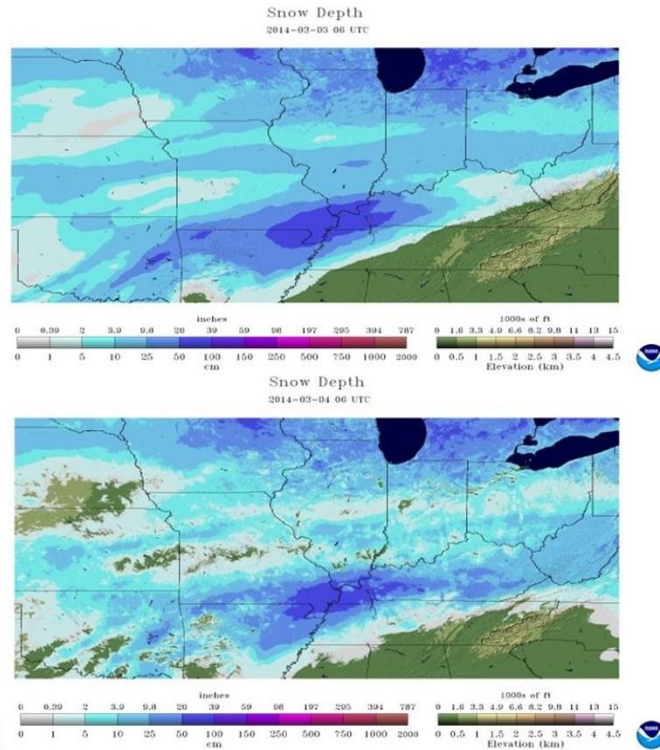 Snow Depth
2014-03-03 06 UTC
inches
0 0.39 2 3.9 9.8 20 39 59 98 197 295 394 787
0 1 5 10 25 50 100 150 250 500 750 1000 2000
cm
1000s of ft
0 1.6 3.3 4.9 6.6 8.2 9.8 11 13 15
0 0.5 1 1.5 2 2.5 3 3.5 4 4.5
Elevation (km)
NOAA
Snow Depth
2014-03-04 06 UTC
inches
0 0.39 2 3.9 9.8 20 39 59 98 197 295 394 787
0 1 5 10 25 50 100 150 250 500 750 1000 2000
cm
1000s of ft
0 1.6 3.3 4.9 6.6 8.2 9.8 11 13 15
0 0.5 1 1.5 2 2.5 3 3.5 4 4.5
Elevation (km)
NOAA